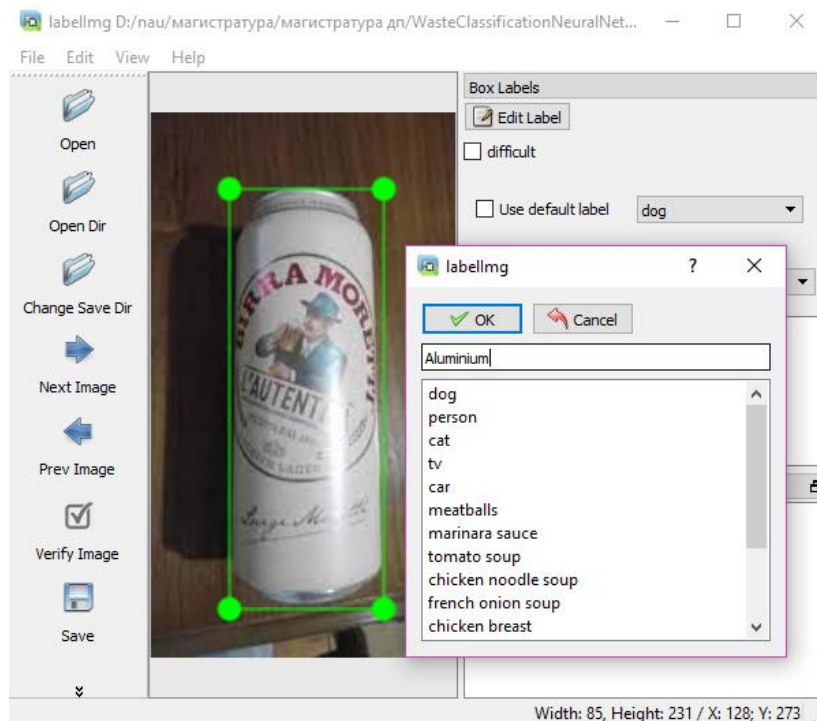 labelImg D:/nau/магистратура/магистратура дп/WasteClassificationNeuralNet...
File Edit View Help
Open
Open Dir
Change Save Dir
Next Image
Prev Image
Verify Image
Save
BIRRA MORETTI
L'AUTENTICA
Box Labels
Edit Label
difficult
Use default label dog
labelImg
OK Cancel
Aluminium
dog
person
cat
tv
car
meatballs
marinara sauce
tomato soup
chicken noodle soup
french onion soup
chicken breast
Width: 85, Height: 231 / X: 128; Y: 273